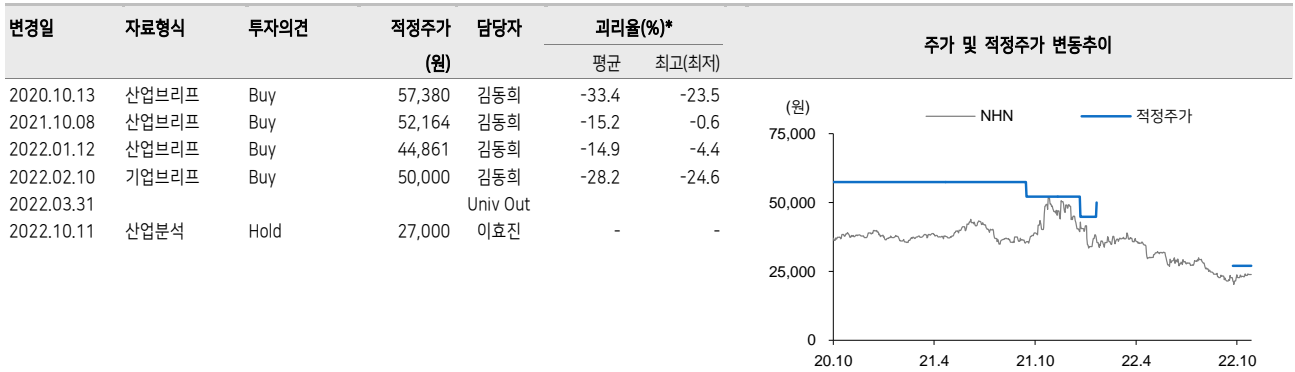 변경일 자료형식 투자의견 적정주가 담당자 괴리율(%)* 주가 및 적정주가 변동추이
(원) 평균 최고(최저)
2020.10.13 산업브리프 Buy 57,380 김동희 -33.4 -23.5
2021.10.08 산업브리프 Buy 52,164 김동희 -15.2 -0.6
2022.01.12 산업브리프 Buy 44,861 김동희 -14.9 -4.4
2022.02.10 기업브리프 Buy 50,000 김동희 -28.2 -24.6
2022.03.31 Univ Out
2022.10.11 산업분석 Hold 27,000 이효진 - -
(원)
NHN 적정주가
75,000
50,000
25,000
0
20.10 21.4 21.10 22.4 22.10